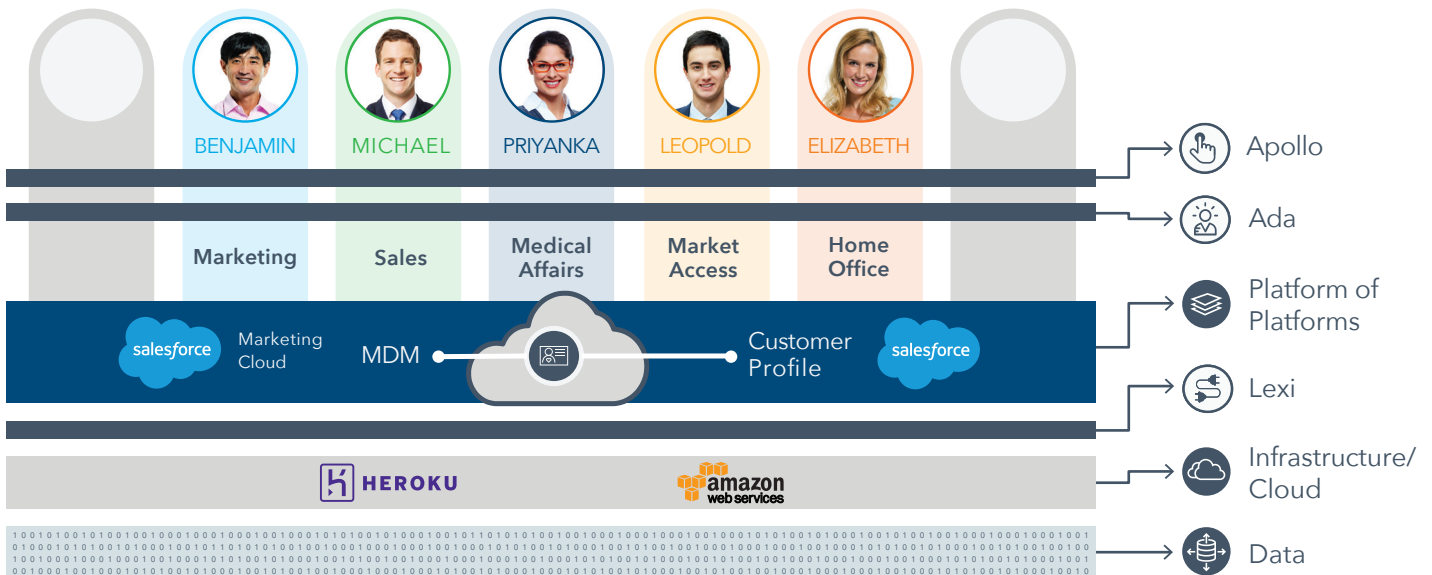 BENJAMIN
MICHAEL
PRIYANKA
LEOPOLD
ELIZABETH
Apollo
Ada
Marketing
Sales
Medical
Affairs
Market
Access
Home
Office
Platform of
Platforms
salesforce
Marketing
Cloud
MDM
Customer
Profile
salesforce
Lexi
HEROKU
amazon
web services
Infrastructure/
Cloud
Data